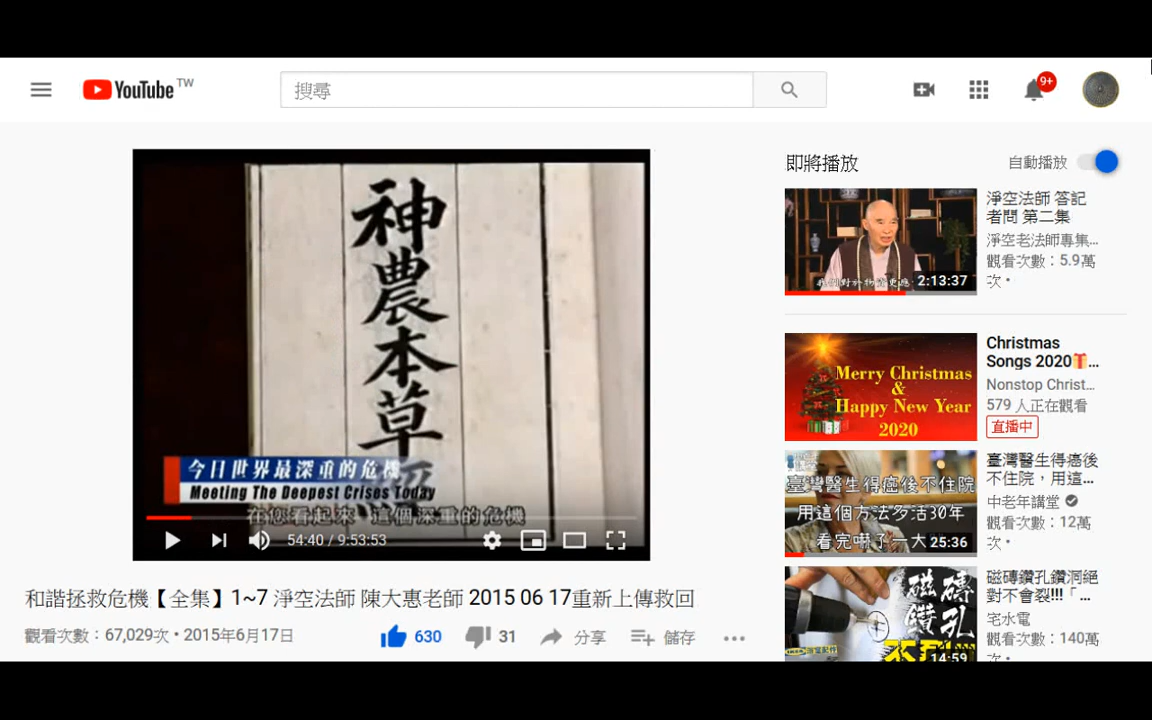 YouTube TW
搜尋
9+
神農本草經
今日世界最深重的危機
Meeting The Deepest Crises Today
在您看起來 這個深重的危機
54:40 / 9:53:53
和諧拯救危機【全集】1~7 淨空法師 陳大惠老師 2015 06 17重新上傳救回
觀看次數：67,029次 • 2015年6月17日
630
31
分享
儲存
即將播放
自動播放
2:13:37
淨空法師 答記
者問 第二集
淨空老法師專集...
觀看次數：5.9萬
次 •
Merry Christmas
&
Happy New Year
2020
Christmas
Songs 2020🎁...
Nonstop Christ...
579 人正在觀看
直播中
臺灣醫生得癌後不住院
用這個方法多活30年
看完嚇了一大
25:36
臺灣醫生得癌後
不住院，用這...
中老年講堂
觀看次數：12萬
次 •
磁磚
鑽孔
14:59
磁磚鑽孔鑽洞絕
對不會裂!!!「...
宅水電
觀看次數：140萬
次 •